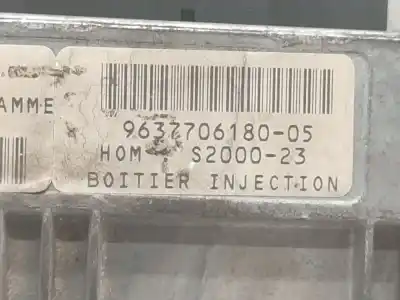 AMME
9637706180-05
HOM S2000-23
BOITIER INJECTION